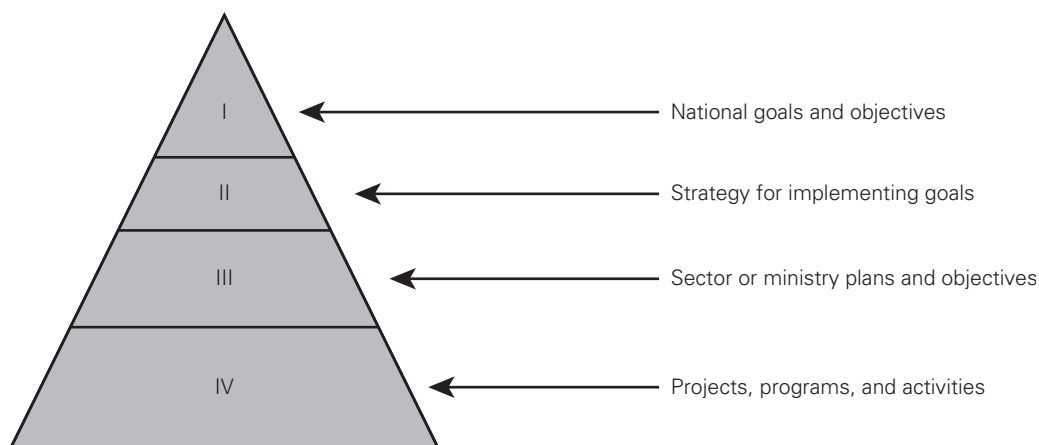 I
National goals and objectives
II
Strategy for implementing goals
III
Sector or ministry plans and objectives
IV
Projects, programs, and activities